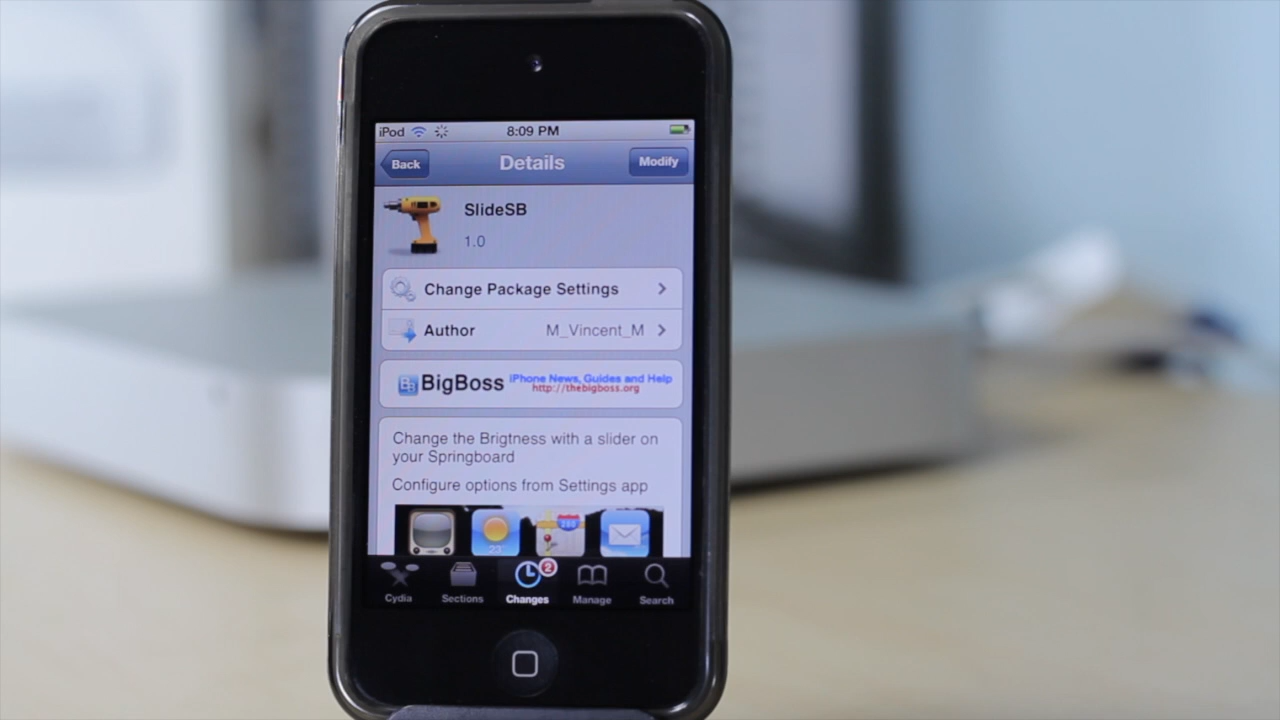 iPod 8:09 PM
Back Details Modify
SlideSB
1.0
Change Package Settings
Author M_Vincent_M
BigBoss iPhone News, Guides and Help
http://thebigboss.org
Change the Brigtness with a slider on
your Springboard
Configure options from Settings app
23
280
2
Cydia Sections Changes Manage Search